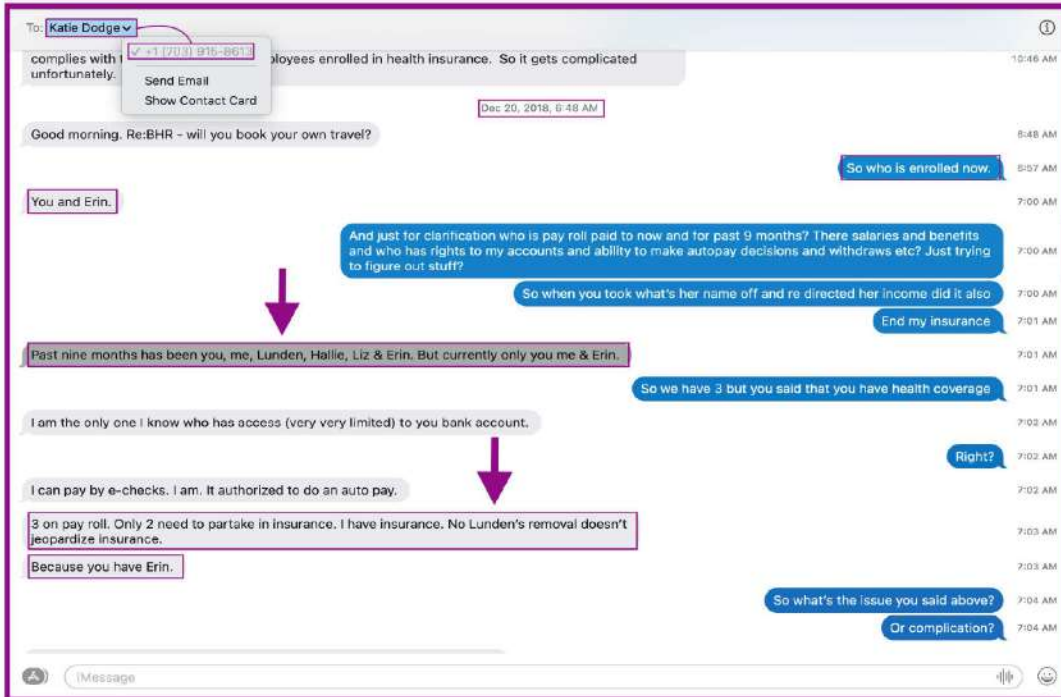 To: Katie Dodge
✓ +1 (703) 915-8613
Send Email
Show Contact Card
complies with t ployees enrolled in health insurance. So it gets complicated
unfortunately.
10:46 AM
Dec 20, 2018, 6:48 AM
Good morning. Re:BHR - will you book your own travel?
6:48 AM
So who is enrolled now.
6:57 AM
You and Erin.
7:00 AM
And just for clarification who is pay roll paid to now and for past 9 months? There salaries and benefits
and who has rights to my accounts and ability to make autopay decisions and withdraws etc? Just trying
to figure out stuff?
7:00 AM
So when you took what's her name off and re directed her income did it also
7:00 AM
End my insurance
7:01 AM
Past nine months has been you, me, Lunden, Hallie, Liz & Erin. But currently only you me & Erin.
7:01 AM
So we have 3 but you said that you have health coverage
7:01 AM
I am the only one I know who has access (very very limited) to you bank account.
7:02 AM
Right?
7:02 AM
I can pay by e-checks. I am. It authorized to do an auto pay.
7:02 AM
3 on pay roll. Only 2 need to partake in insurance. I have insurance. No Lunden's removal doesn't
jeopardize insurance.
7:03 AM
Because you have Erin.
7:03 AM
So what's the issue you said above?
7:04 AM
Or complication?
7:04 AM
iMessage